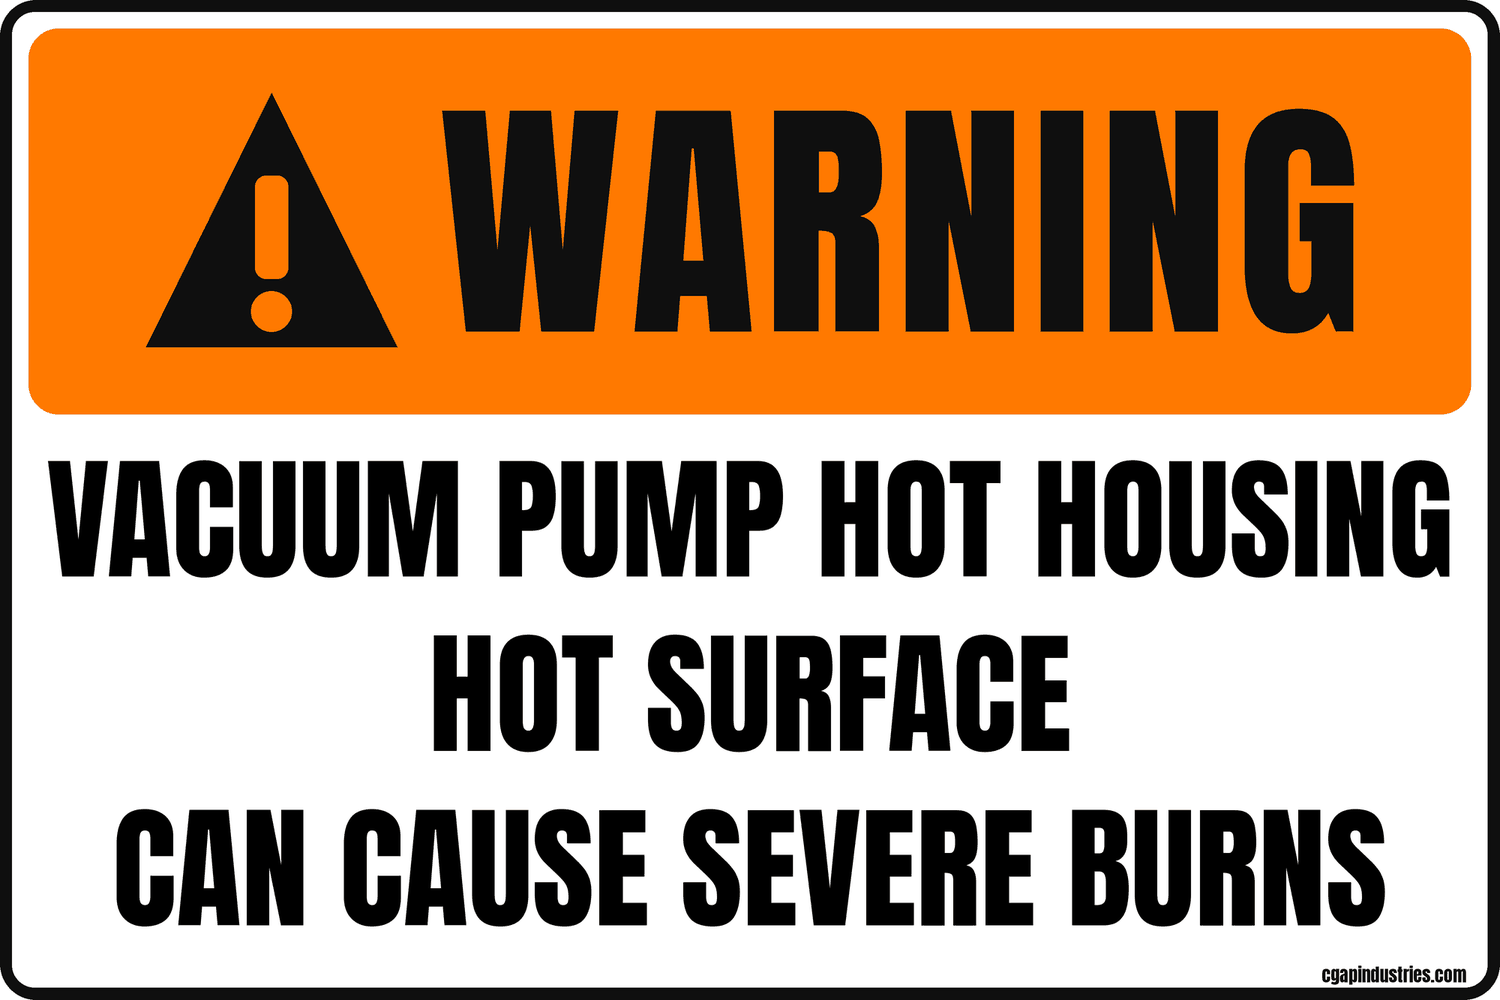 WARNING
VACUUM PUMP HOT HOUSING
HOT SURFACE
CAN CAUSE SEVERE BURNS
cgapindustries.com